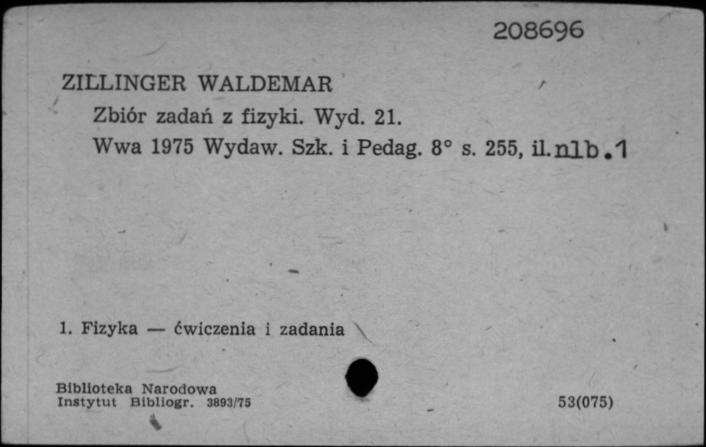 208696
ZILLINGER WALDEMAR
Zbiór zadań z fizyki. Wyd. 21.
Wwa 1975 Wydaw. Szk. i Pedag. 8° s. 255, il. nlb.1
1. Fizyka — ćwiczenia i zadania
Biblioteka Narodowa
Instytut Bibliogr. 3893/75
53(075)